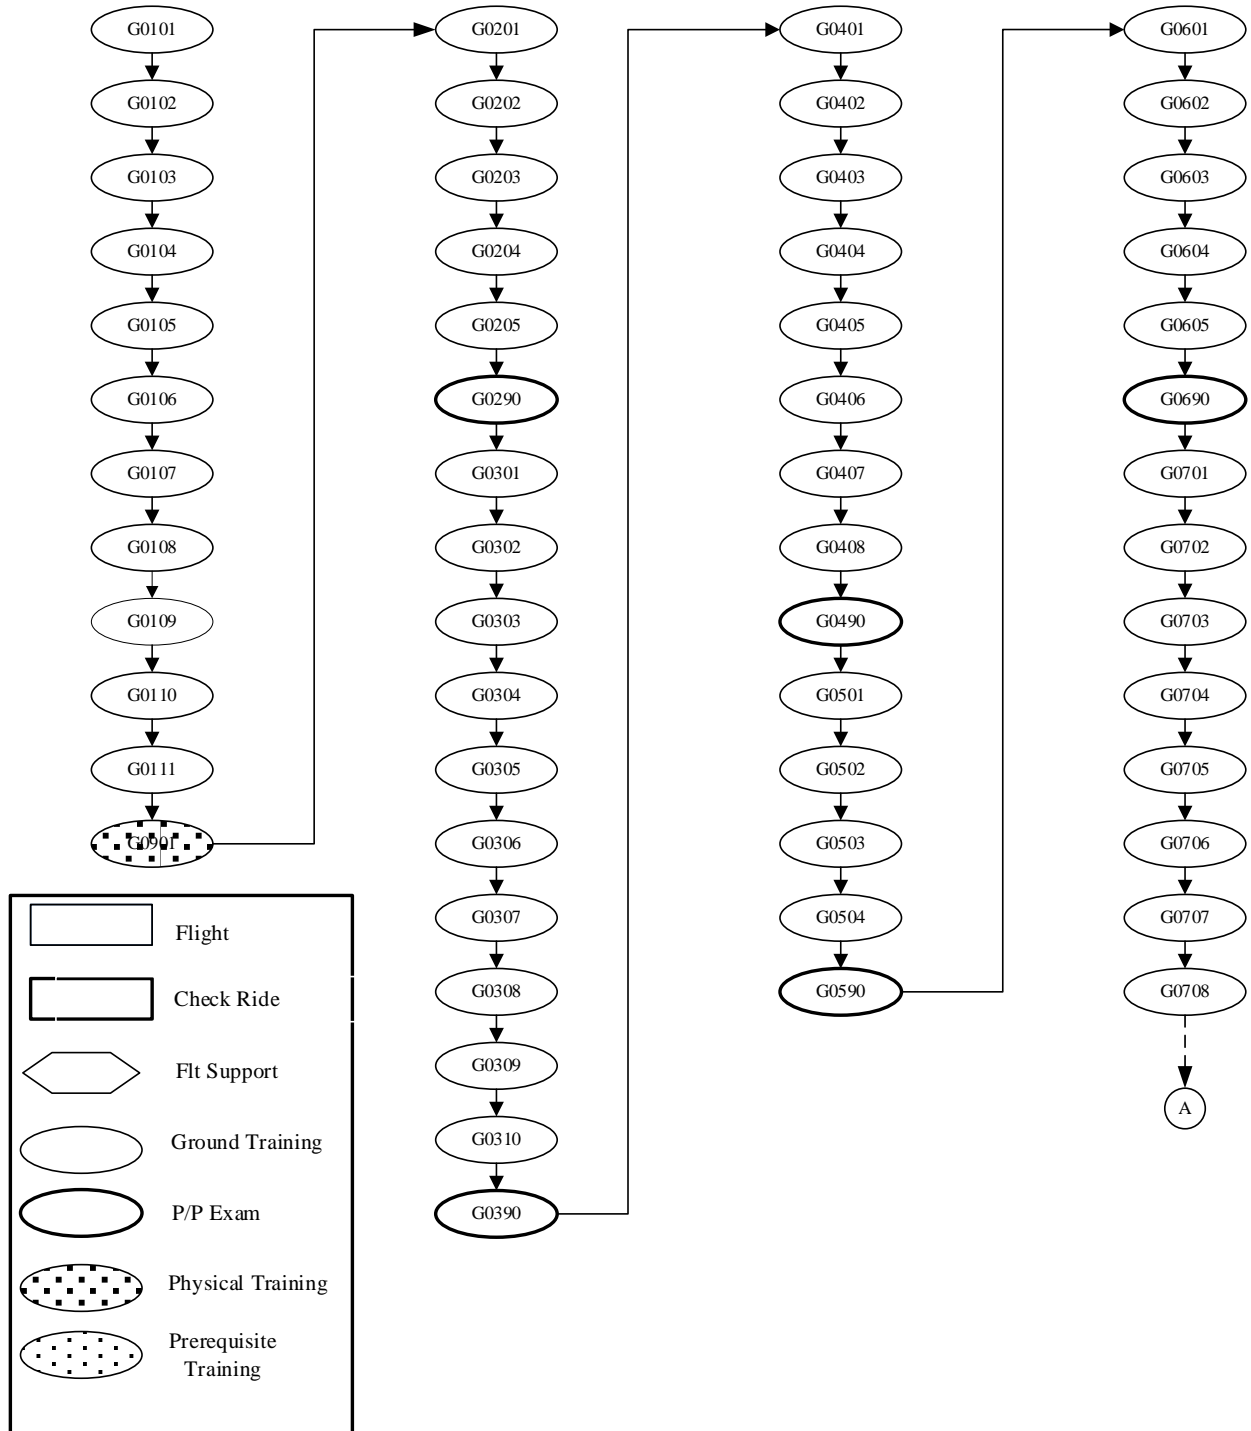 G0101
G0102
G0103
G0104
G0105
G0106
G0107
G0108
G0109
G0110
G0111
G0901
G0201
G0202
G0203
G0204
G0205
G0290
G0301
G0302
G0303
G0304
G0305
G0306
G0307
G0308
G0309
G0310
G0390
G0401
G0402
G0403
G0404
G0405
G0406
G0407
G0408
G0490
G0501
G0502
G0503
G0504
G0590
G0601
G0602
G0603
G0604
G0605
G0690
G0701
G0702
G0703
G0704
G0705
G0706
G0707
G0708
A
Flight
Check Ride
Flt Support
Ground Training
P/P Exam
Physical Training
Prerequisite
Training